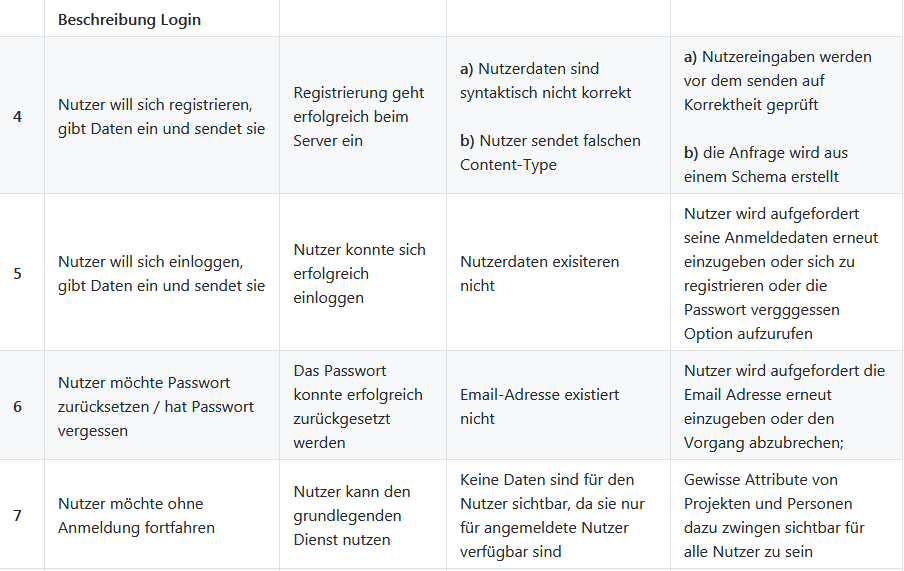 Beschreibung Login
4
Nutzer will sich registrieren,
gibt Daten ein und sendet sie
Registrierung geht
erfolgreich beim
Server ein
a) Nutzerdaten sind
syntaktisch nicht korrekt
b) Nutzer sendet falschen
Content-Type
a) Nutzereingaben werden
vor dem senden auf
Korrektheit geprüft
b) die Anfrage wird aus
einem Schema erstellt
5
Nutzer will sich einloggen,
gibt Daten ein und sendet sie
Nutzer konnte sich
erfolgreich
einloggen
Nutzerdaten exisiteren
nicht
Nutzer wird aufgefordert
seine Anmeldedaten erneut
einzugeben oder sich zu
registrieren oder die
Passwort vergggessen
Option aufzurufen
6
Nutzer möchte Passwort
zurücksetzen / hat Passwort
vergessen
Das Passwort
konnte erfolgreich
zurückgesetzt
werden
Email-Adresse existiert
nicht
Nutzer wird aufgefordert die
Email Adresse erneut
einzugeben oder den
Vorgang abzubrechen;
7
Nutzer möchte ohne
Anmeldung fortfahren
Nutzer kann den
grundlegenden
Dienst nutzen
Keine Daten sind für den
Nutzer sichtbar, da sie nur
für angemeldete Nutzer
verfügbar sind
Gewisse Attribute von
Projekten und Personen
dazu zwingen sichtbar für
alle Nutzer zu sein